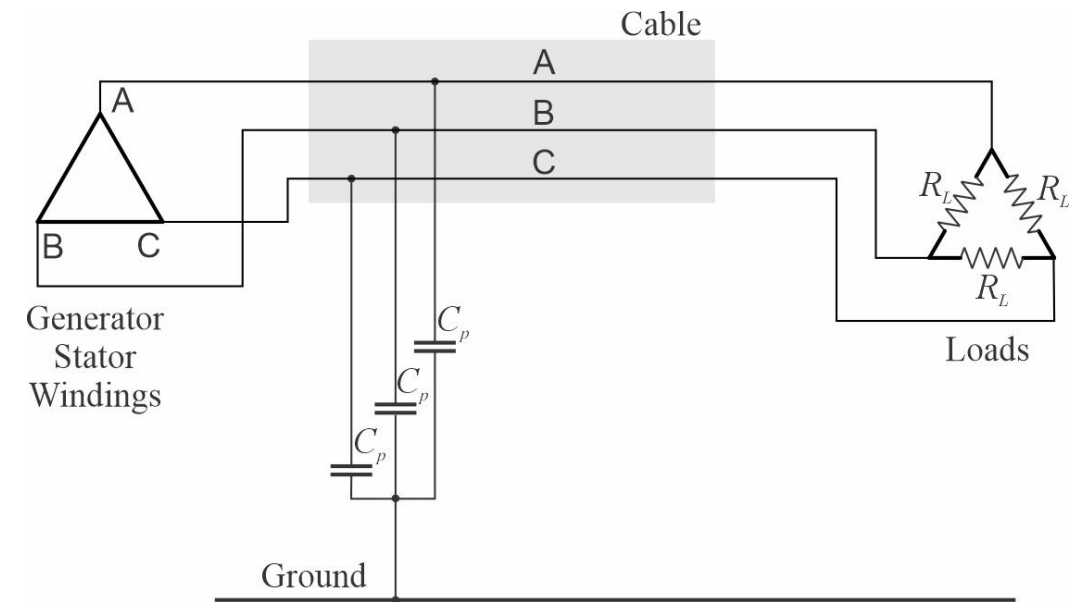 Cable
A
A
B
B
C
C
R_L
R_L
R_L
Generator
Stator
Windings
C_p
C_p
C_p
Loads
Ground